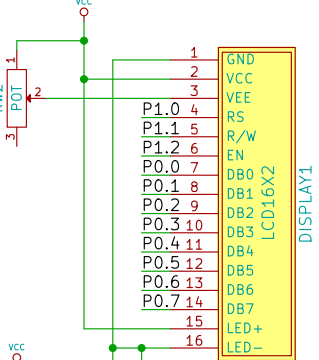 VCC
1 GND
2 VCC
1
POT
2
3 VEE
P1.0 4 RS
P1.1 5 R/W
P1.2 6 EN
3
P0.0 7 DB0
P0.1 8 DB1
P0.2 9 DB2
P0.3 10 DB3
P0.4 11 DB4
P0.5 12 DB5
P0.6 13 DB6
P0.7 14 DB7
15 LED+
16 LED-
LCD16X2
DISPLAY1
VCC